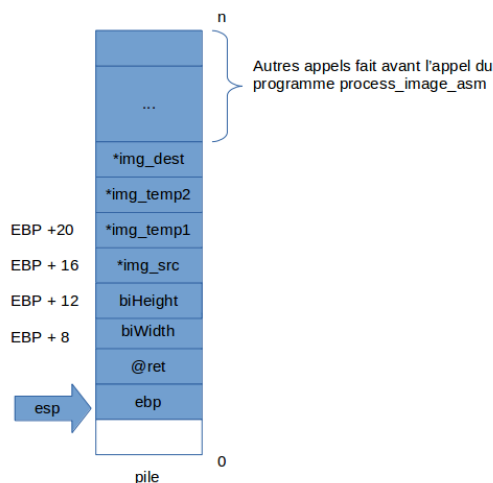 n
Autres appels fait avant l'appel du
programme process_image_asm
...
*img_dest
*img_temp2
EBP +20 *img_temp1
EBP + 16 *img_src
EBP + 12 biHeight
EBP + 8 biWidth
@ret
esp ebp
0
pile